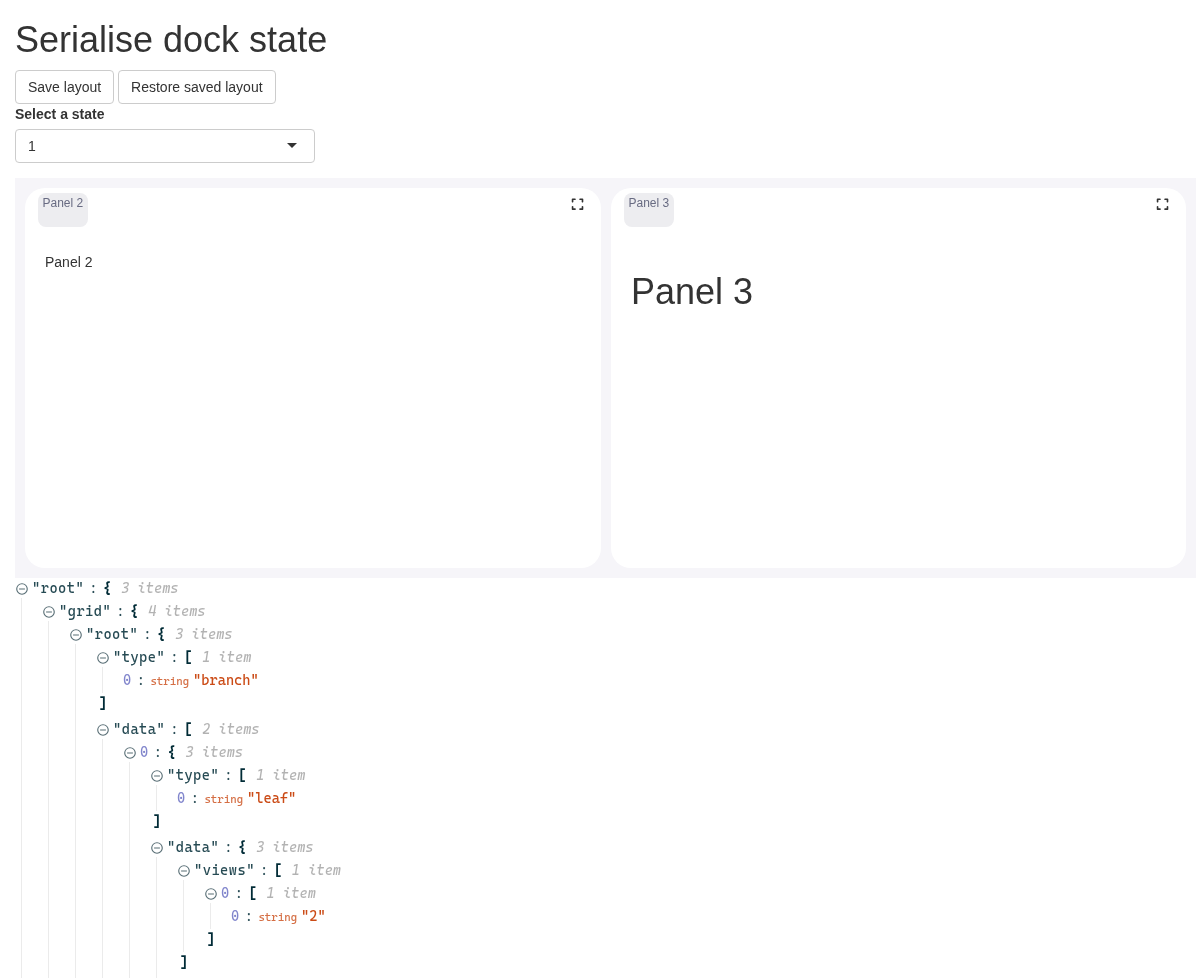 Serialise dock state
Save layout Restore saved layout
Select a state
1
Panel 2 Panel 3
Panel 2
Panel 3
"root" : { 3 items
"grid" : { 4 items
"root" : { 3 items
"type" : [ 1 item
0 : string "branch"
]
"data" : [ 2 items
0 : { 3 items
"type" : [ 1 item
0 : string "leaf"
]
"data" : { 3 items
"views" : [ 1 item
0 : [ 1 item
0 : string "2"
]
]